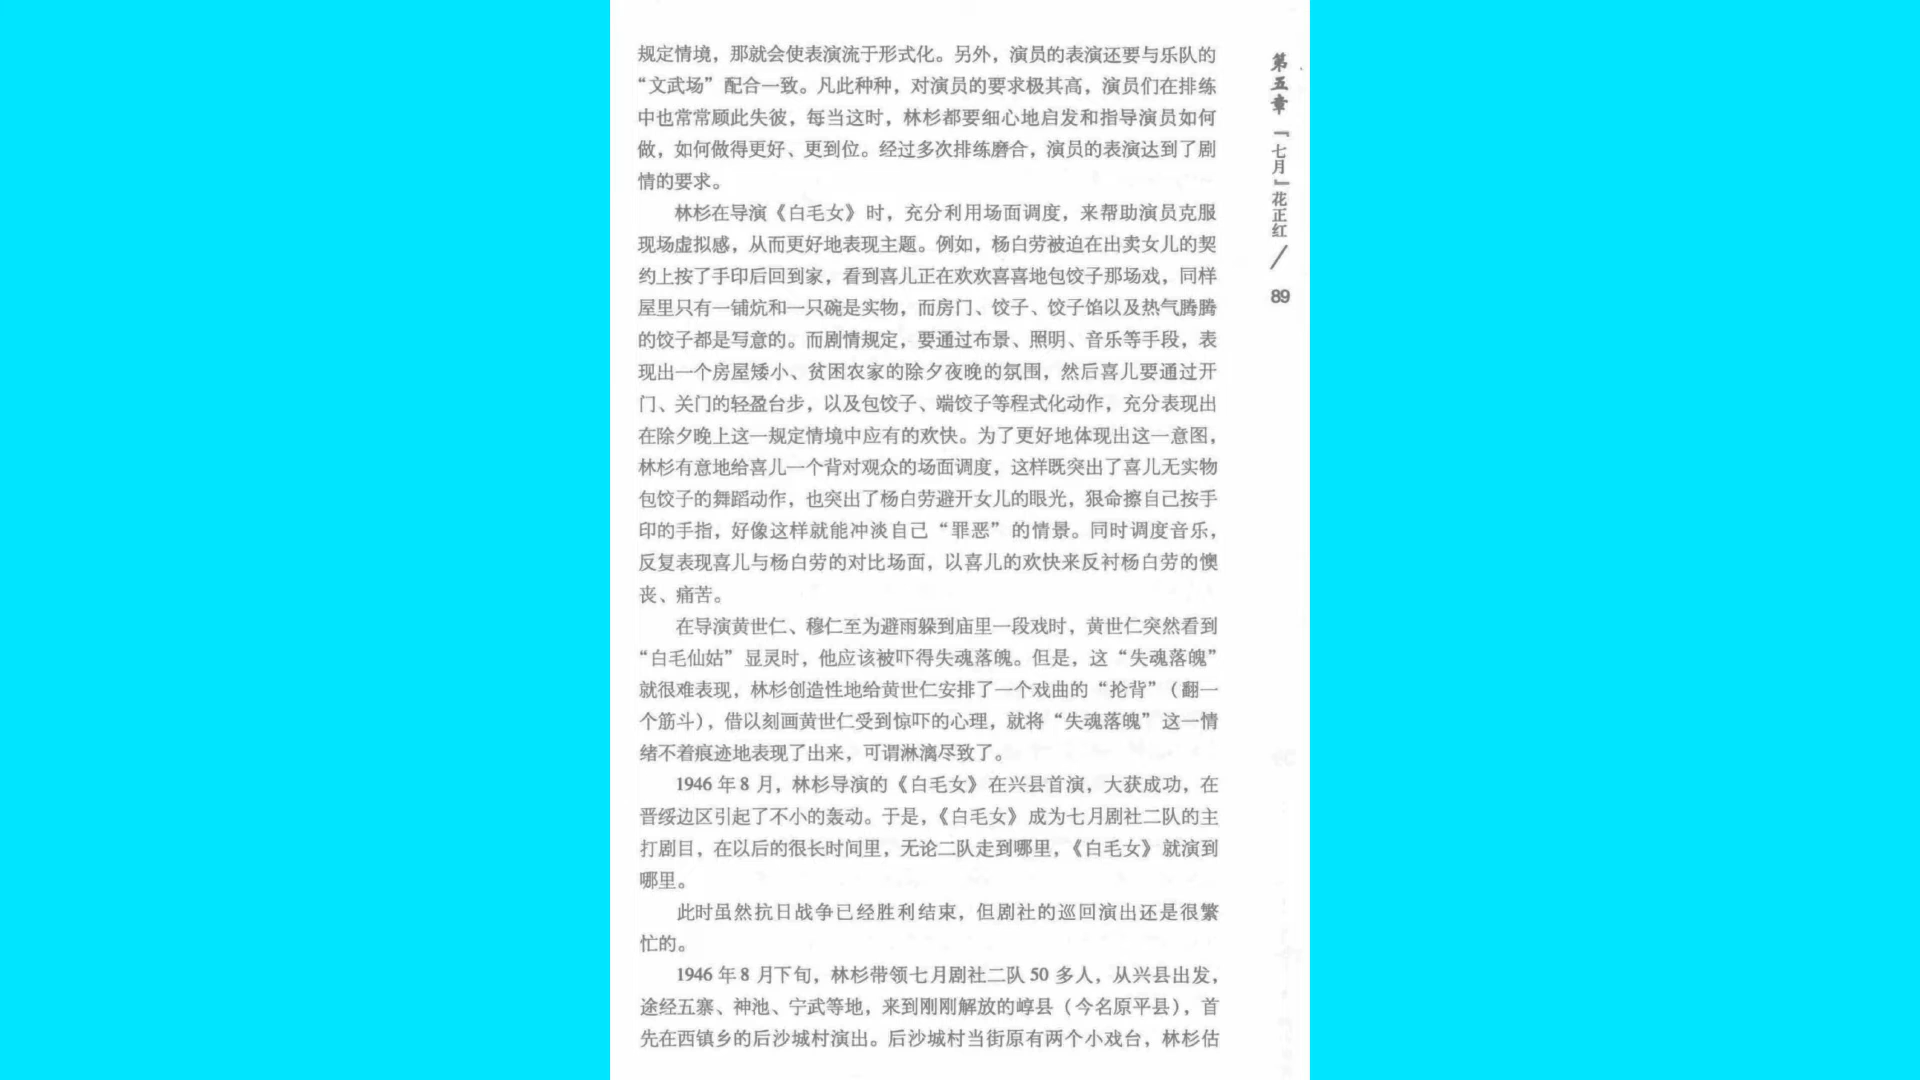 规定情境，那就会使表演流于形式化。另外，演员的表演还要与乐队的
“文武场”配合一致。凡此种种，对演员的要求极其高，演员们在排练
中也常常顾此失彼，每当这时，林杉都要细心地启发和指导演员如何
做，如何做得更好、更到位。经过多次排练磨合，演员的表演达到了剧
情的要求。
林杉在导演《白毛女》时，充分利用场面调度，来帮助演员克服
现场虚拟感，从而更好地表现主题。例如，杨白劳被迫在出卖女儿的契
约上按了手印后回到家，看到喜儿正在欢欢喜喜地包饺子那场戏，同样
屋里只有一铺炕和一只碗是实物，而房门、饺子、饺子馅以及热气腾腾
的饺子都是写意的。而剧情规定，要通过布景、照明、音乐等手段，表
现出一个房屋矮小、贫困农家的除夕夜晚的氛围，然后喜儿要通过开
门、关门的轻盈台步，以及包饺子、端饺子等程式化动作，充分表现出
在除夕晚上这一规定情境中应有的欢快。为了更好地体现出这一意图，
林杉有意地给喜儿一个背对观众的场面调度，这样既突出了喜儿无实物
包饺子的舞蹈动作，也突出了杨白劳避开女儿的眼光，狠命擦自己按手
印的手指，好像这样就能冲淡自己“罪恶”的情景。同时调度音乐，
反复表现喜儿与杨白劳的对比场面，以喜儿的欢快来反衬杨白劳的懊
丧、痛苦。
在导演黄世仁、穆仁至为避雨躲到庙里一段戏时，黄世仁突然看到
“白毛仙姑”显灵时，他应该被吓得失魂落魄。但是，这“失魂落魄”
就很难表现，林杉创造性地给黄世仁安排了一个戏曲的“抢背”（翻一
个筋斗），借以刻画黄世仁受到惊吓的心理，就将“失魂落魄”这一情
绪不着痕迹地表现了出来，可谓淋漓尽致了。
1946年8月，林杉导演的《白毛女》在兴县首演，大获成功，在
晋绥边区引起了不小的轰动。于是，《白毛女》成为七月剧社二队的主
打剧目，在以后的很长时间里，无论二队走到哪里，《白毛女》就演到
哪里。
此时虽然抗日战争已经胜利结束，但剧社的巡回演出还是很繁
忙的。
1946年8月下旬，林杉带领七月剧社二队50多人，从兴县出发，
途经五寨、神池、宁武等地，来到刚刚解放的崞县（今名原平县），首
先在西镇乡的后沙城村演出。后沙城村当街原有两个小戏台，林杉估
第五章 『七月』花正红／
89